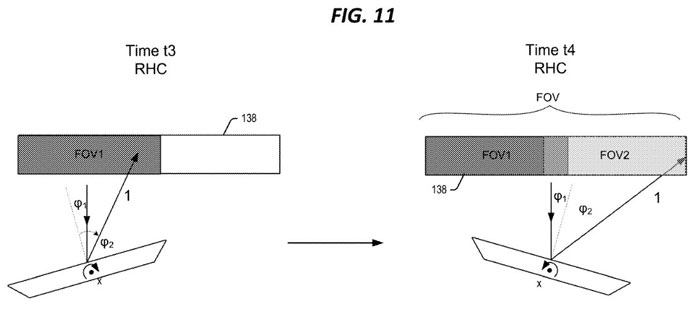 FIG. 11
Time t3
RHC
138
FOV1
φ1
1
φ2
x
Time t4
RHC
FOV
FOV1
FOV2
138
φ1
φ2
1
x